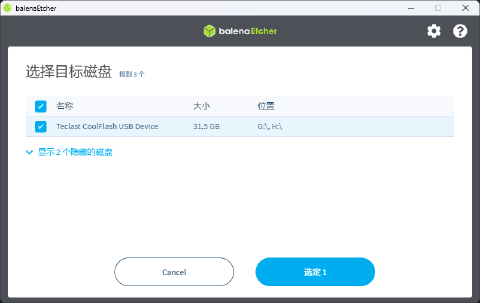 balenaEtcher
balenaEtcher
选择目标磁盘 找到 3 个
名称 大小 位置
Teclast CoolFlash USB Device 31.5 GB G:\, H:\
显示 2 个隐藏的磁盘
Cancel 选定 1